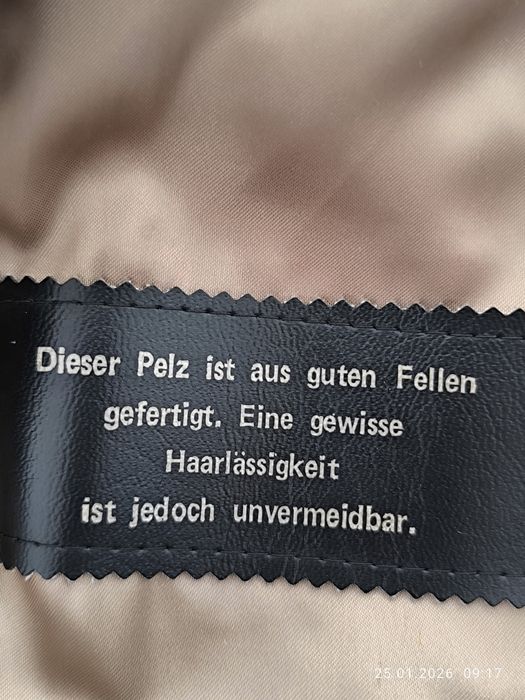 Dieser Pelz ist aus guten Fellen
gefertigt. Eine gewisse
Haarlässigkeit
ist jedoch unvermeidbar.
25.01.2026 09:17